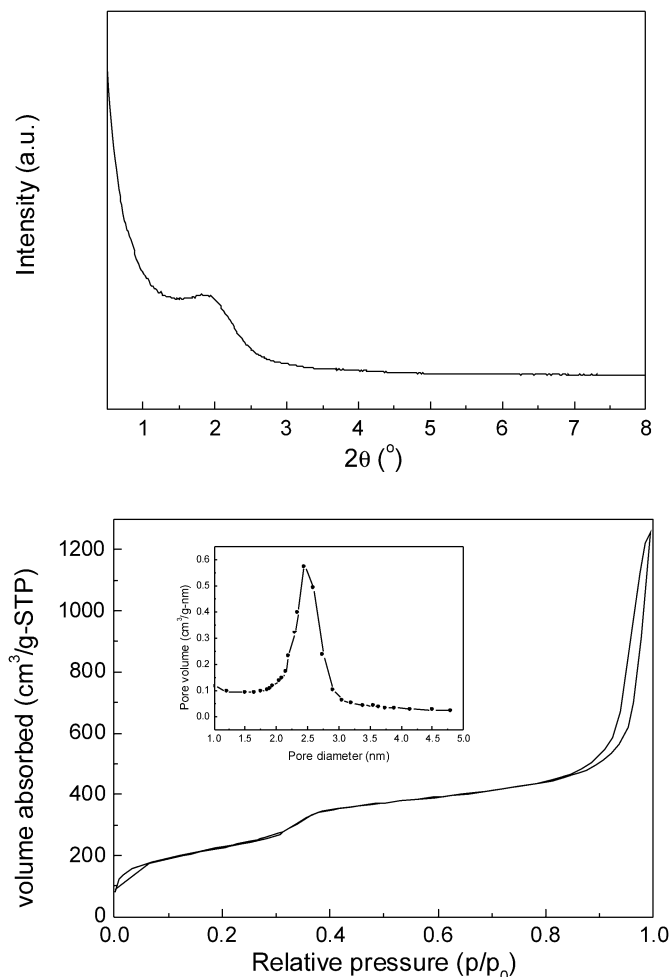 Intensity (a.u.)
1 2 3 4 5 6 7 8
2θ (°)
volume absorbed (cm³/g-STP)
1200
1000
800
600
400
200
0
0.0 0.2 0.4 0.6 0.8 1.0
Relative pressure (p/p₀)
Pore volume (cm³/g-nm)
0.6
0.5
0.4
0.3
0.2
0.1
0.0
1.0 1.5 2.0 2.5 3.0 3.5 4.0 4.5 5.0
Pore diameter (nm)